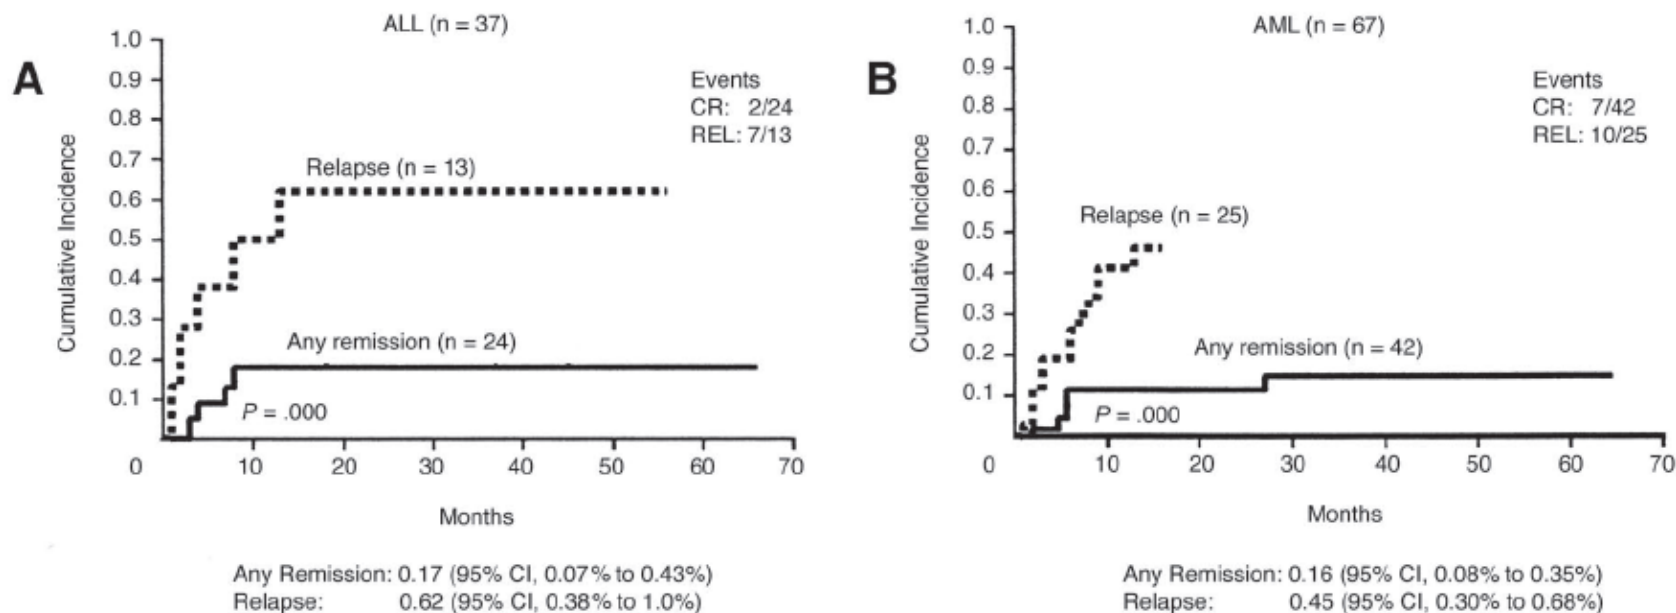 A
ALL (n = 37)
Events
CR: 2/24
REL: 7/13
Cumulative Incidence
1.0
0.9
0.8
0.7
0.6
0.5
0.4
0.3
0.2
0.1
Relapse (n = 13)
Any remission (n = 24)
P = .000
0 10 20 30 40 50 60 70
Months
Any Remission: 0.17 (95% CI, 0.07% to 0.43%)
Relapse: 0.62 (95% CI, 0.38% to 1.0%)
B
AML (n = 67)
Events
CR: 7/42
REL: 10/25
Cumulative Incidence
1.0
0.9
0.8
0.7
0.6
0.5
0.4
0.3
0.2
0.1
Relapse (n = 25)
Any remission (n = 42)
P = .000
0 10 20 30 40 50 60 70
Months
Any Remission: 0.16 (95% CI, 0.08% to 0.35%)
Relapse: 0.45 (95% CI, 0.30% to 0.68%)